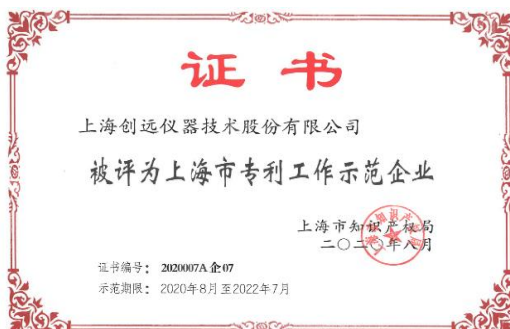 证书
上海创远仪器技术股份有限公司
被评为上海市专利工作示范企业
上海市知识产权局
二〇二〇年八月
证书编号：2020007A企07
示范期限：2020年8月至2022年7月